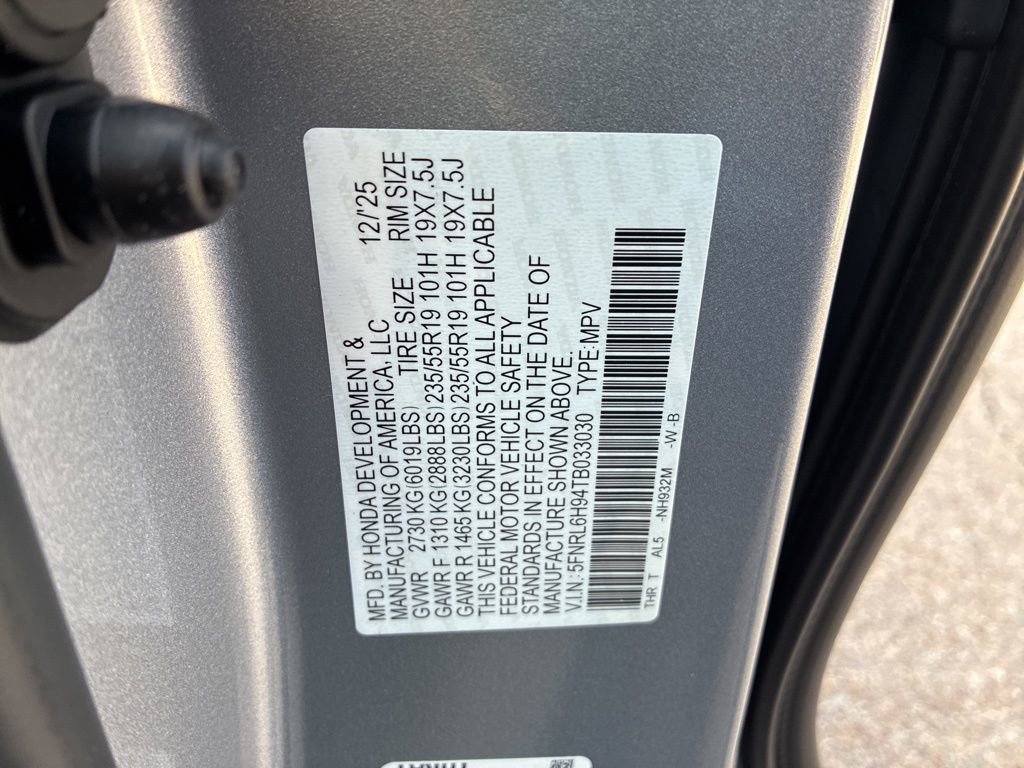 MFD. BY HONDA DEVELOPMENT & 12/'25
MANUFACTURING OF AMERICA, LLC
TIRE SIZE RIM SIZE
GVWR 2730 KG(6019LBS)
GAWR F 1310 KG(2888LBS) 235/55R19 101H 19X7.5J
GAWR R 1465 KG(3230LBS) 235/55R19 101H 19X7.5J
THIS VEHICLE CONFORMS TO ALL APPLICABLE
FEDERAL MOTOR VEHICLE SAFETY
STANDARDS IN EFFECT ON THE DATE OF
MANUFACTURE SHOWN ABOVE.
V.I.N.: 5FNRL6H94TB033030 TYPE: MPV
THR T AL5 -NH932M -W -B